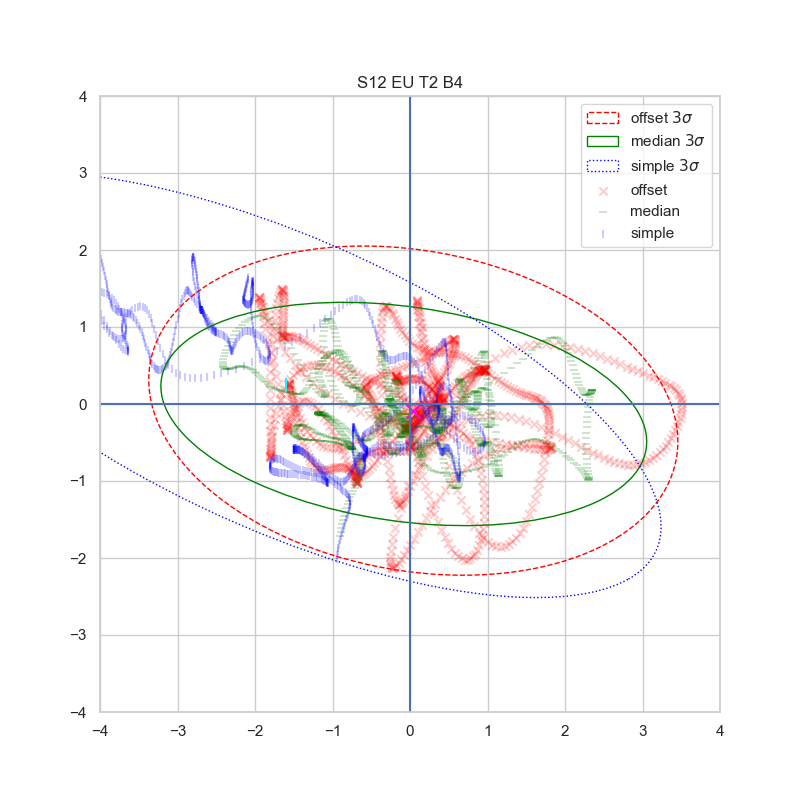 S12 EU T2 B4
offset 3σ
median 3σ
simple 3σ
offset
median
simple
4
3
2
1
0
−1
−2
−3
−4
−4 −3 −2 −1 0 1 2 3 4